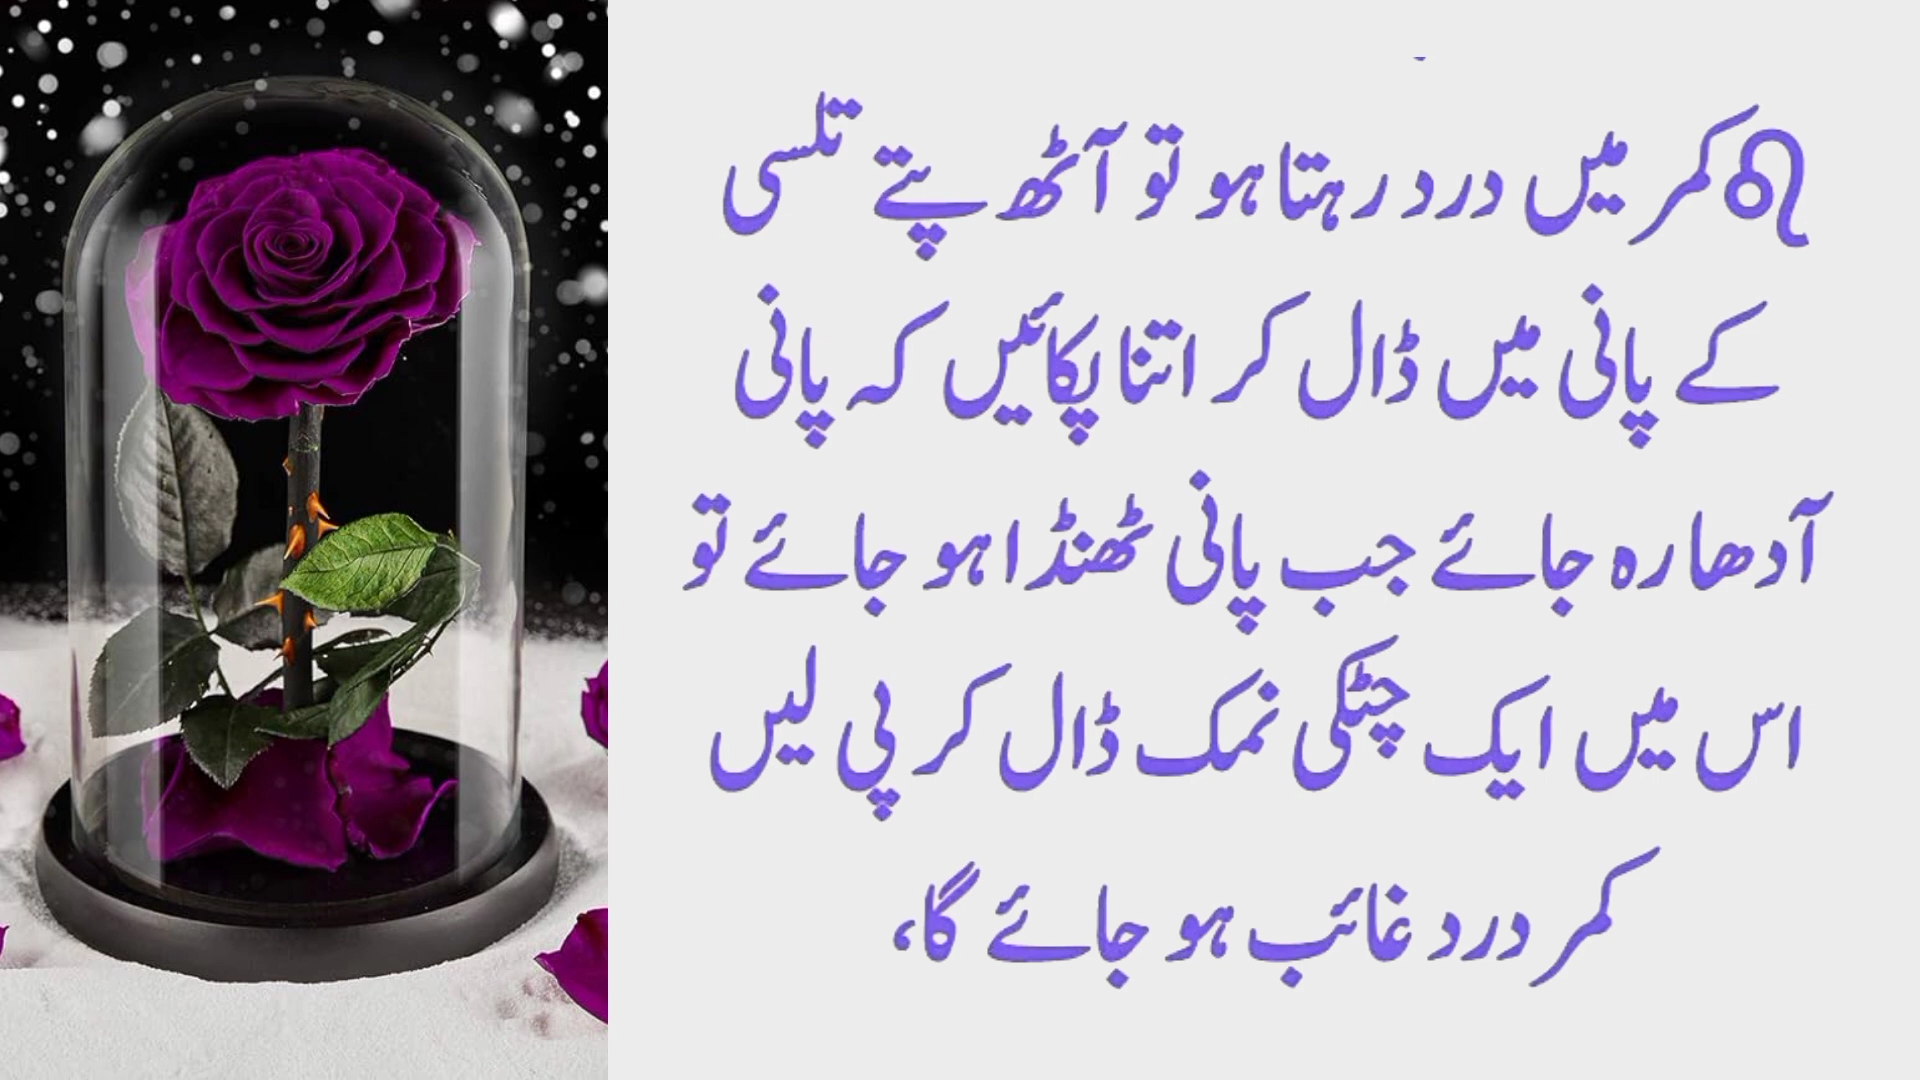 ♌کمر میں درد رہتا ہو تو آٹھ پتے تلسی
کے پانی میں ڈال کر اتنا پکائیں کہ پانی
آدھا رہ جائے جب پانی ٹھنڈا ہو جائے تو
اس میں ایک چٹکی نمک ڈال کر پی لیں
کمر درد غائب ہو جائے گا،